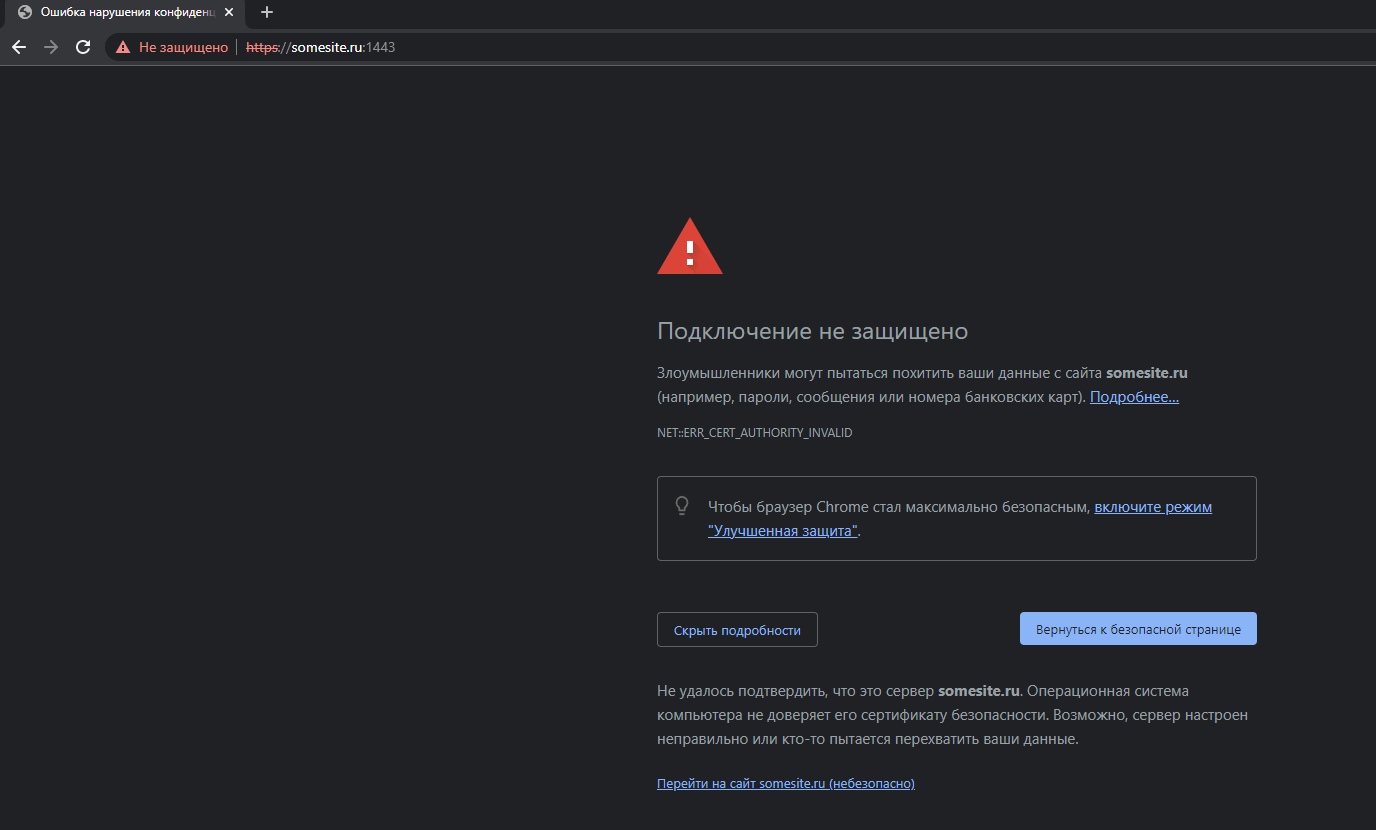 Ошибка нарушения конфиденц
Не защищено
https://somesite.ru:1443
Подключение не защищено
Злоумышленники могут пытаться похитить ваши данные с сайта somesite.ru
(например, пароли, сообщения или номера банковских карт). Подробнее...
NET::ERR_CERT_AUTHORITY_INVALID
Чтобы браузер Chrome стал максимально безопасным, включите режим
"Улучшенная защита".
Скрыть подробности
Вернуться к безопасной странице
Не удалось подтвердить, что это сервер somesite.ru. Операционная система
компьютера не доверяет его сертификату безопасности. Возможно, сервер настроен
неправильно или кто-то пытается перехватить ваши данные.
Перейти на сайт somesite.ru (небезопасно)